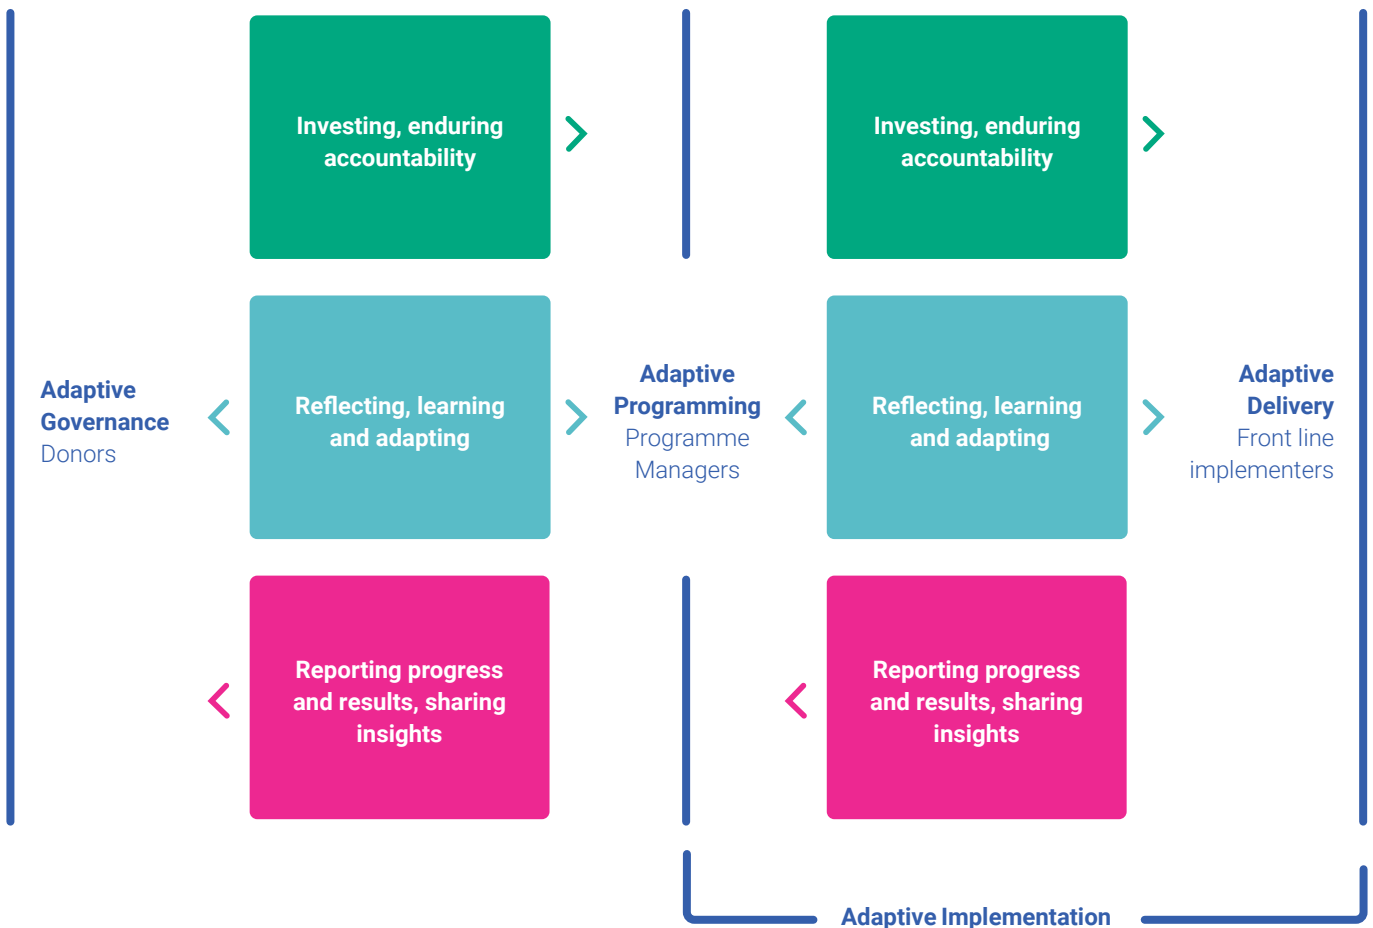 Investing, enduring
accountability
Investing, enduring
accountability
Adaptive
Governance
Donors
Reflecting, learning
and adapting
Adaptive
Programming
Programme
Managers
Reflecting, learning
and adapting
Adaptive
Delivery
Front line
implementers
Reporting progress
and results, sharing
insights
Reporting progress
and results, sharing
insights
Adaptive Implementation